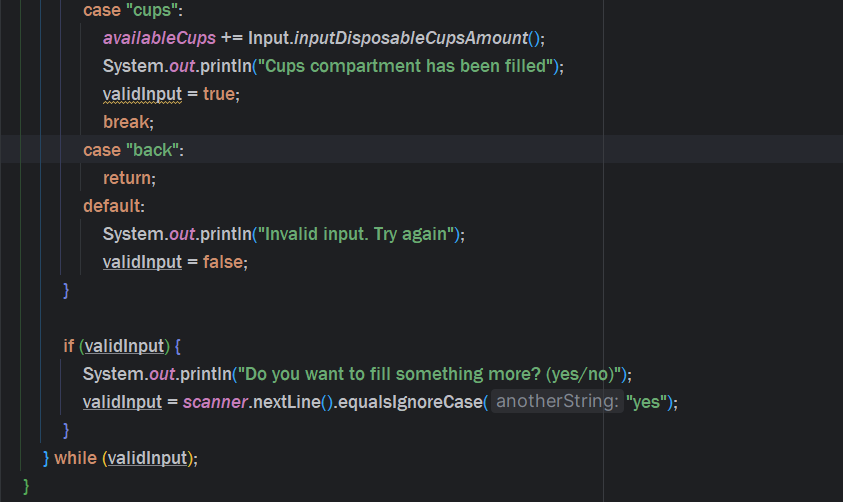 case "cups":
availableCups += Input.inputDisposableCupsAmount();
System.out.println("Cups compartment has been filled");
validInput = true;
break;
case "back":
return;
default:
System.out.println("Invalid input. Try again");
validInput = false;
}
if (validInput) {
System.out.println("Do you want to fill something more? (yes/no)");
validInput = scanner.nextLine().equalsIgnoreCase( anotherString: "yes");
}
} while (validInput);
}